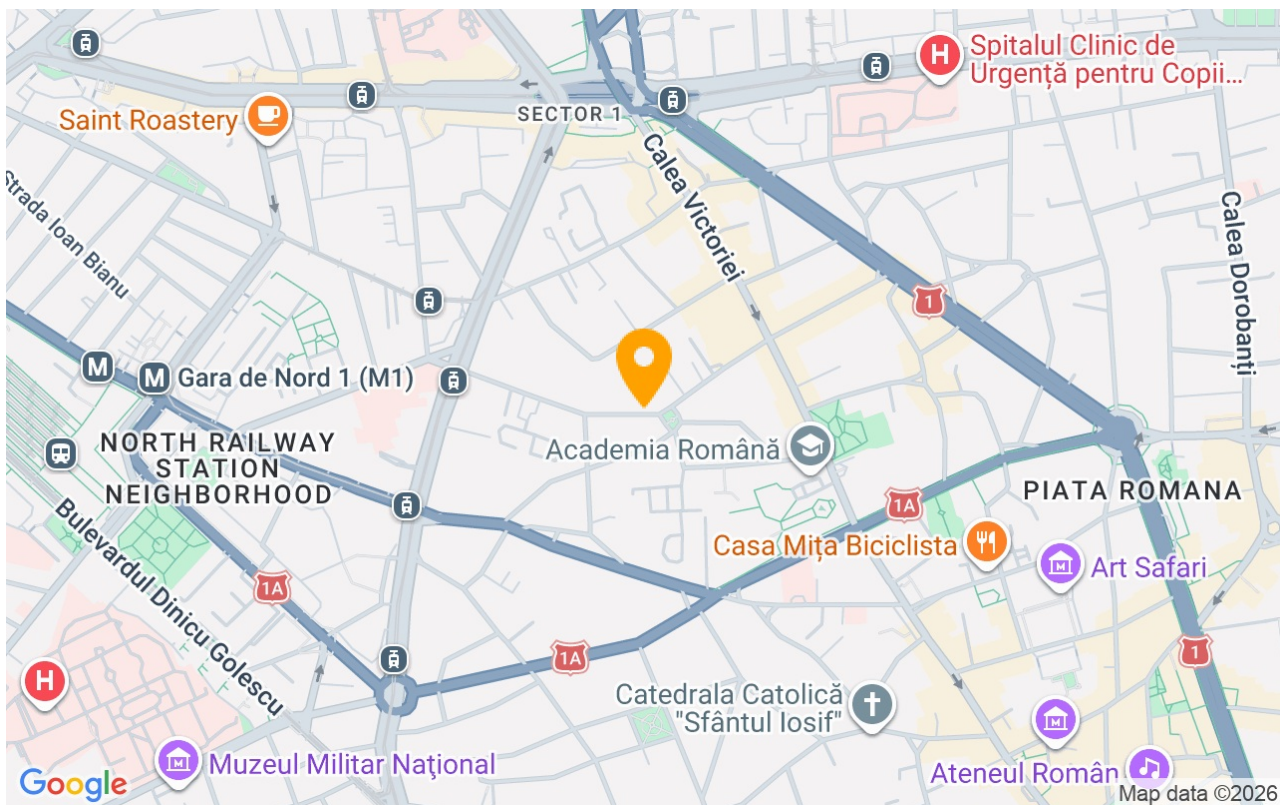 Spitalul Clinic de
Urgență pentru Copii...
Saint Roastery
SECTOR 1
Calea Victoriei
Strada Ioan Bianu
Calea Dorobanți
1
M
M Gara de Nord 1 (M1)
NORTH RAILWAY
STATION
NEIGHBORHOOD
Academia Română
PIATA ROMANA
1A
Casa Mița Biciclista
Art Safari
Bulevardul Dinicu Golescu
1A
1A
1
H
H
Catedrala Catolică
"Sfântul Iosif"
Muzeul Militar Naţional
Ateneul Român
Google
Map data ©2026